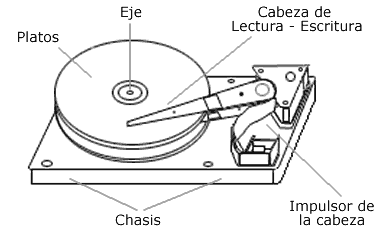 Eje
Cabeza de
Lectura - Escritura
Platos
Chasis
Impulsor de
la cabeza